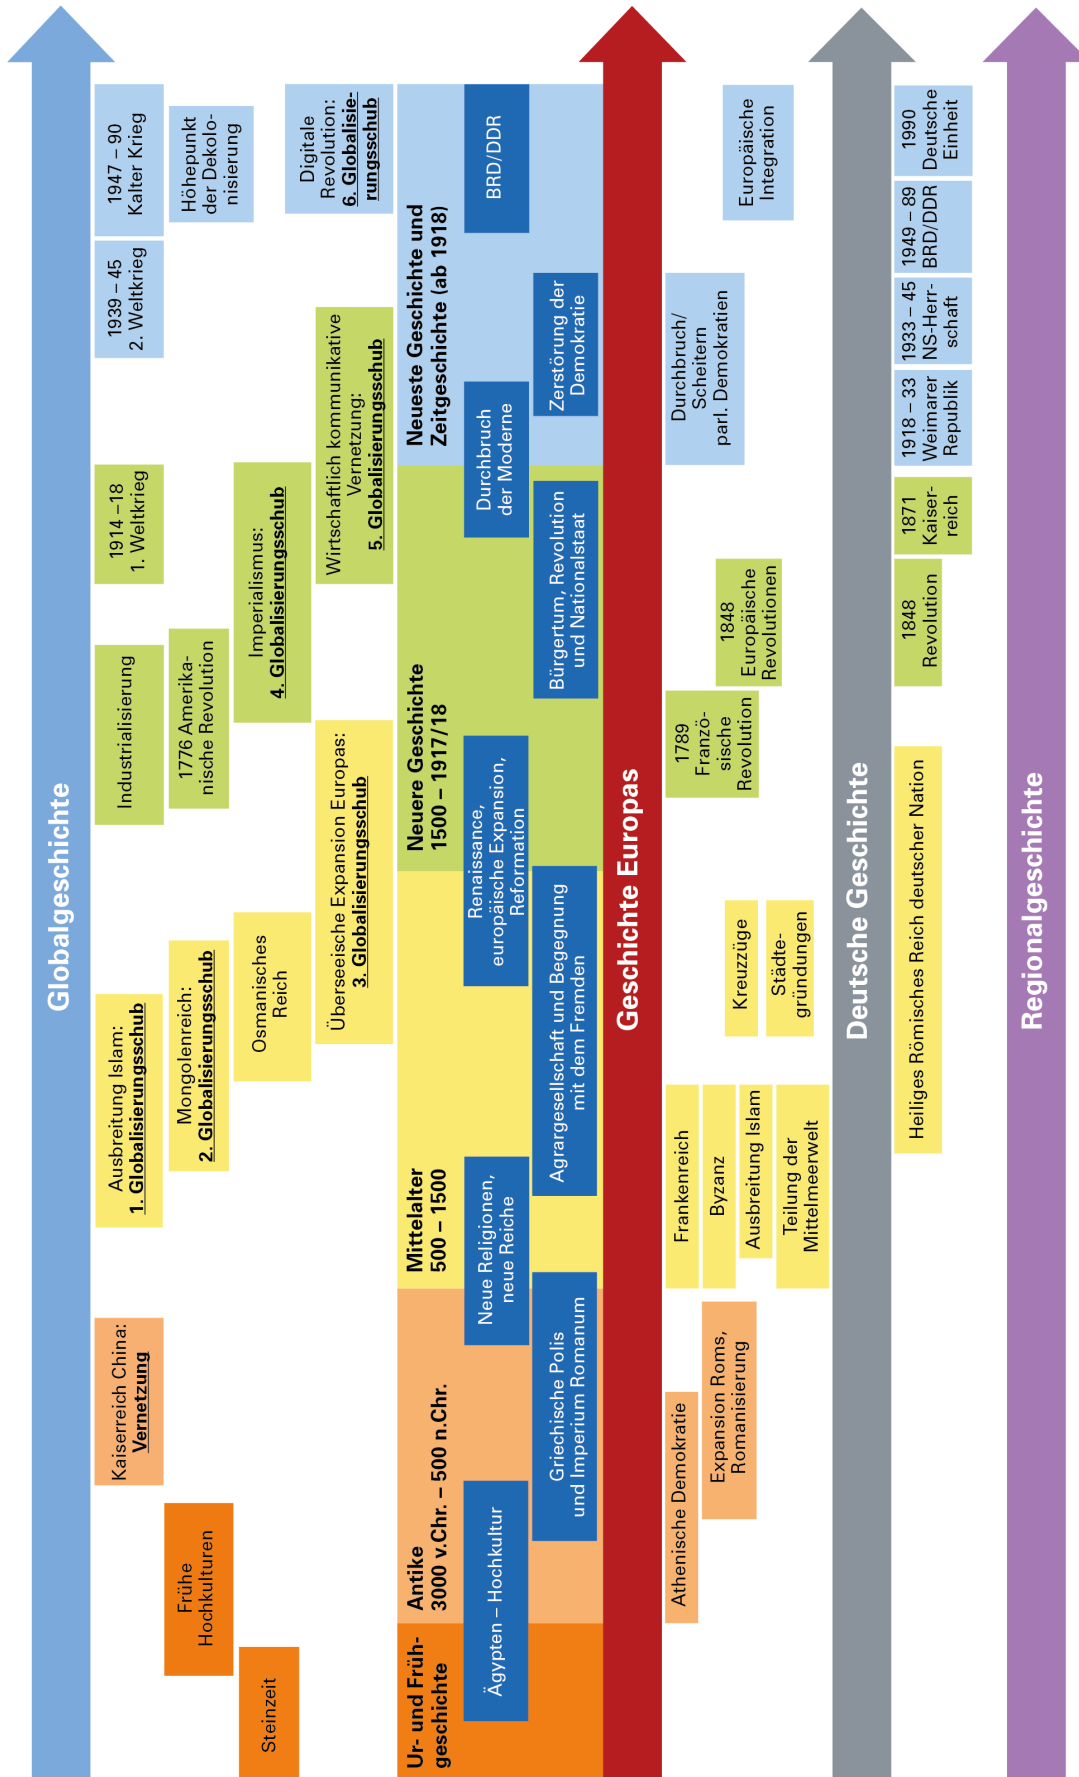 Globalgeschichte
Steinzeit
Frühe
Hochkulturen
Kaiserreich China:
Vernetzung
Ausbreitung Islam:
1. Globalisierungsschub
Mongolenreich:
2. Globalisierungsschub
Osmanisches
Reich
Überseeische Expansion Europas:
3. Globalisierungsschub
Industrialisierung
1776 Amerika-
nische Revolution
Imperialismus:
4. Globalisierungsschub
Wirtschaftlich kommunikative
Vernetzung:
5. Globalisierungsschub
1914 – 18
1. Weltkrieg
1939 – 45
2. Weltkrieg
1947 – 90
Kalter Krieg
Höhepunkt
der Dekolo-
nisierung
Digitale
Revolution:
6. Globalisie-
rungsschub
Ur- und Früh-
geschichte
Antike
3000 v.Chr. – 500 n.Chr.
Mittelalter
500 – 1500
Neuere Geschichte
1500 – 1917/18
Neueste Geschichte und
Zeitgeschichte (ab 1918)
Ägypten – Hochkultur
Griechische Polis
und Imperium Romanum
Neue Religionen,
neue Reiche
Agrargesellschaft und Begegnung
mit dem Fremden
Renaissance,
europäische Expansion,
Reformation
Bürgertum, Revolution
und Nationalstaat
Durchbruch
der Moderne
Zerstörung der
Demokratie
BRD/DDR
Geschichte Europas
Athenische Demokratie
Expansion Roms,
Romanisierung
Frankenreich
Byzanz
Ausbreitung Islam
Teilung der
Mittelmeerwelt
Kreuzzüge
Städte-
gründungen
1789
Franzö-
sische
Revolution
1848
Europäische
Revolutionen
Durchbruch/
Scheitern
parl. Demokratien
Europäische
Integration
Deutsche Geschichte
Heiliges Römisches Reich deutscher Nation
1848
Revolution
1871
Kaiser-
reich
1918 – 33
Weimarer
Republik
1933 – 45
NS-Herr-
schaft
1949 – 89
BRD/DDR
1990
Deutsche
Einheit
Regionalgeschichte